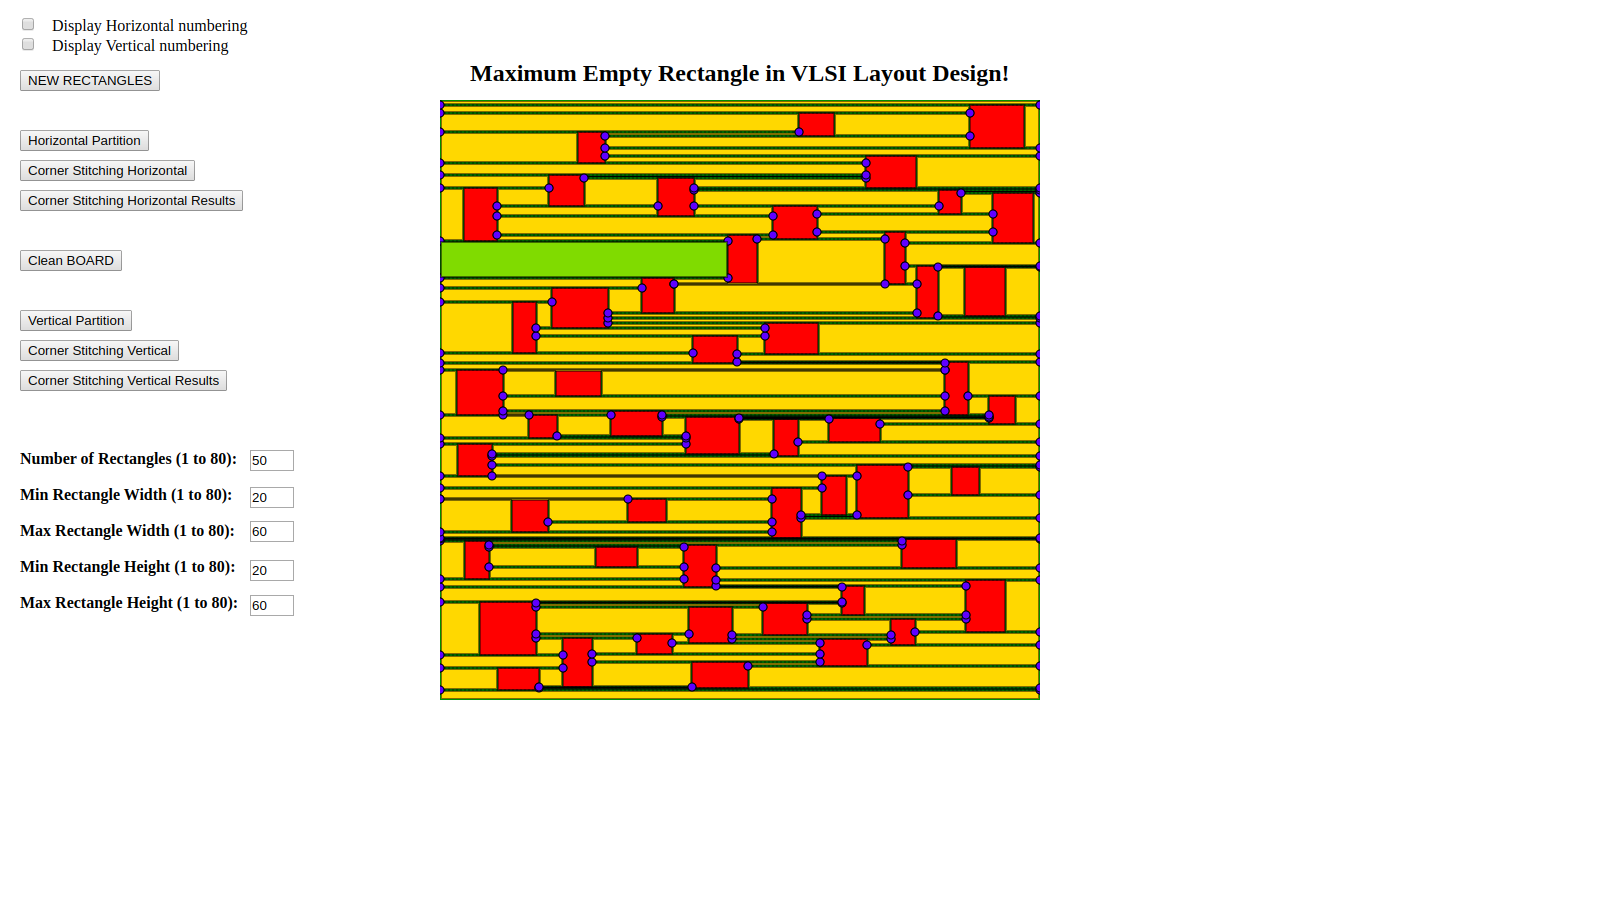 Display Horizontal numbering
Display Vertical numbering
NEW RECTANGLES
Maximum Empty Rectangle in VLSI Layout Design!
Horizontal Partition
Corner Stitching Horizontal
Corner Stitching Horizontal Results
Clean BOARD
Vertical Partition
Corner Stitching Vertical
Corner Stitching Vertical Results
Number of Rectangles (1 to 80): 50
Min Rectangle Width (1 to 80): 20
Max Rectangle Width (1 to 80): 60
Min Rectangle Height (1 to 80): 20
Max Rectangle Height (1 to 80): 60